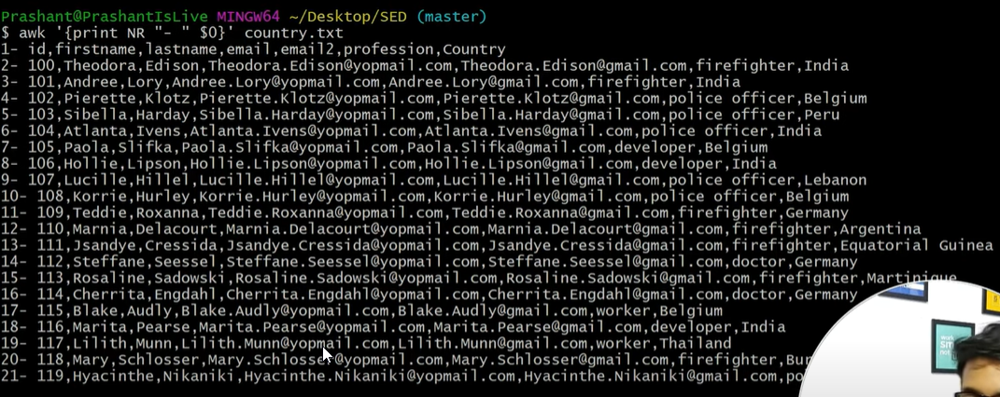 Prashant@PrashantIsLive MINGW64 ~/Desktop/SED (master)
$ awk '{print NR "- " $0}' country.txt
1- id,firstname,lastname,email,email2,profession,Country
2- 100,Theodora,Edison,Theodora.Edison@yopmail.com,Theodora.Edison@gmail.com,firefighter,India
3- 101,Andree,Lory,Andree.Lory@yopmail.com,Andree.Lory@gmail.com,firefighter,India
4- 102,Pierette,Klotz,Pierette.Klotz@yopmail.com,Pierette.Klotz@gmail.com,police officer,Belgium
5- 103,Sibella,Harday,Sibella.Harday@yopmail.com,Sibella.Harday@gmail.com,police officer,Peru
6- 104,Atlanta,Ivens,Atlanta.Ivens@yopmail.com,Atlanta.Ivens@gmail.com,police officer,India
7- 105,Paola,Slifka,Paola.Slifka@yopmail.com,Paola.Slifka@gmail.com,developer,Belgium
8- 106,Hollie,Lipson,Hollie.Lipson@yopmail.com,Hollie.Lipson@gmail.com,developer,India
9- 107,Lucille,Hillel,Lucille.Hillel@yopmail.com,Lucille.Hillel@gmail.com,police officer,Lebanon
10- 108,Korrie,Hurley,Korrie.Hurley@yopmail.com,Korrie.Hurley@gmail.com,police officer,Belgium
11- 109,Teddie,Roxanna,Teddie.Roxanna@yopmail.com,Teddie.Roxanna@gmail.com,firefighter,Germany
12- 110,Marnia,Delacourt,Marnia.Delacourt@yopmail.com,Marnia.Delacourt@gmail.com,firefighter,Argentina
13- 111,Jsandye,Cressida,Jsandye.Cressida@yopmail.com,Jsandye.Cressida@gmail.com,firefighter,Equatorial Guinea
14- 112,Steffane,Seessel,Steffane.Seessel@yopmail.com,Steffane.Seessel@gmail.com,doctor,Germany
15- 113,Rosaline,Sadowski,Rosaline.Sadowski@yopmail.com,Rosaline.Sadowski@gmail.com,firefighter,Martinique
16- 114,Cherrita,Engdahl,Cherrita.Engdahl@yopmail.com,Cherrita.Engdahl@gmail.com,doctor,Germany
17- 115,Blake,Audly,Blake.Audly@yopmail.com,Blake.Audly@gmail.com,worker,Belgium
18- 116,Marita,Pearse,Marita.Pearse@yopmail.com,Marita.Pearse@gmail.com,developer,India
19- 117,Lilith,Munn,Lilith.Munn@yopmail.com,Lilith.Munn@gmail.com,worker,Thailand
20- 118,Mary,Schlosser,Mary.Schlosser@yopmail.com,Mary.Schlosser@gmail.com,firefighter,
21- 119,Hyacinthe,Nikaniki,Hyacinthe.Nikaniki@yopmail.com,Hyacinthe.Nikaniki@gmail.com,